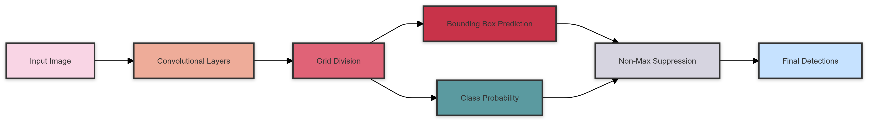 Input Image
Convolutional Layers
Grid Division
Bounding Box Prediction
Class Probability
Non-Max Suppression
Final Detections